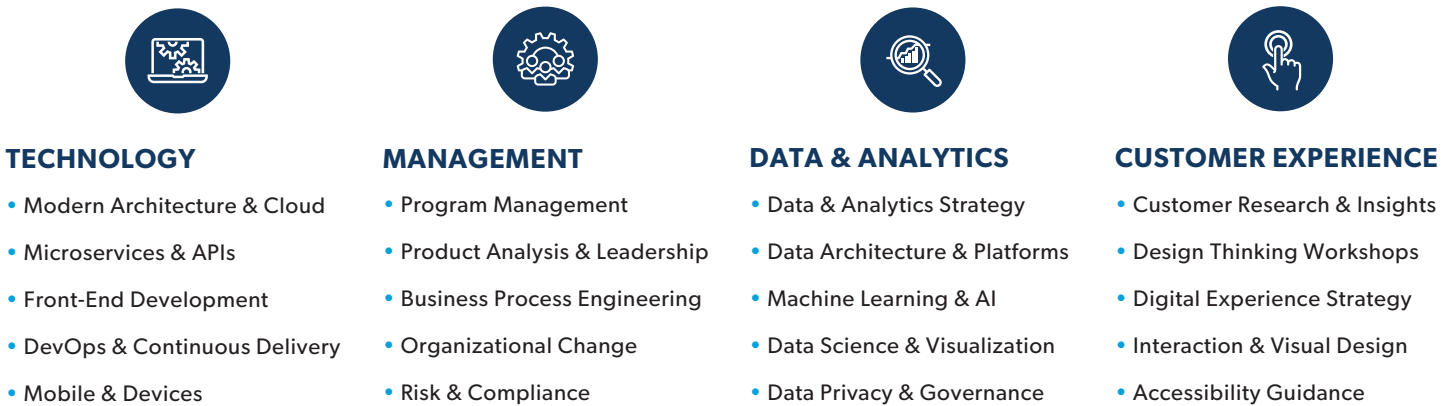 TECHNOLOGY
• Modern Architecture & Cloud
• Microservices & APIs
• Front-End Development
• DevOps & Continuous Delivery
• Mobile & Devices
MANAGEMENT
• Program Management
• Product Analysis & Leadership
• Business Process Engineering
• Organizational Change
• Risk & Compliance
DATA & ANALYTICS
• Data & Analytics Strategy
• Data Architecture & Platforms
• Machine Learning & AI
• Data Science & Visualization
• Data Privacy & Governance
CUSTOMER EXPERIENCE
• Customer Research & Insights
• Design Thinking Workshops
• Digital Experience Strategy
• Interaction & Visual Design
• Accessibility Guidance